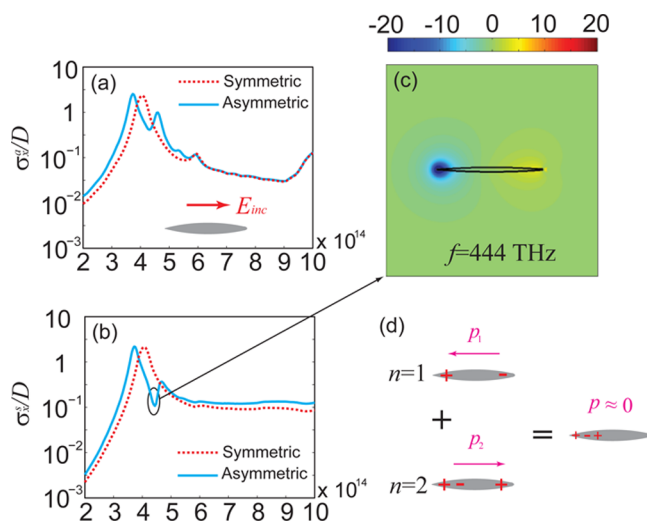 -20 -10 0 10 20
(a)
Symmetric
Asymmetric
σₓᵃ/D
10
1
10⁻¹
10⁻²
10⁻³
E_inc
2 3 4 5 6 7 8 9 10
x 10¹⁴
(c)
f=444 THz
(b)
σₓˢ/D
10
1
10⁻¹
10⁻²
10⁻³
Symmetric
Asymmetric
2 3 4 5 6 7 8 9 10
x 10¹⁴
(d)
p₁
n=1 + -
+
p₂
n=2 + - +
= p ≈ 0
+ - +